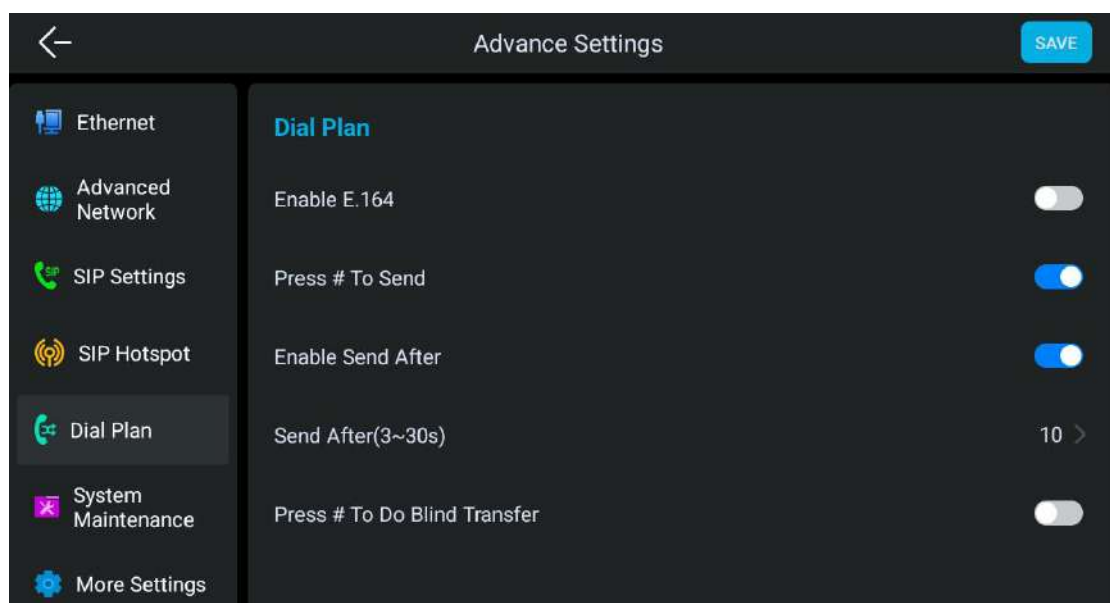 Advance Settings
SAVE
Ethernet
Advanced
Network
SIP
SIP Settings
SIP Hotspot
Dial Plan
System
Maintenance
More Settings
Dial Plan
Enable E.164
Press # To Send
Enable Send After
Send After(3~30s)
10
Press # To Do Blind Transfer